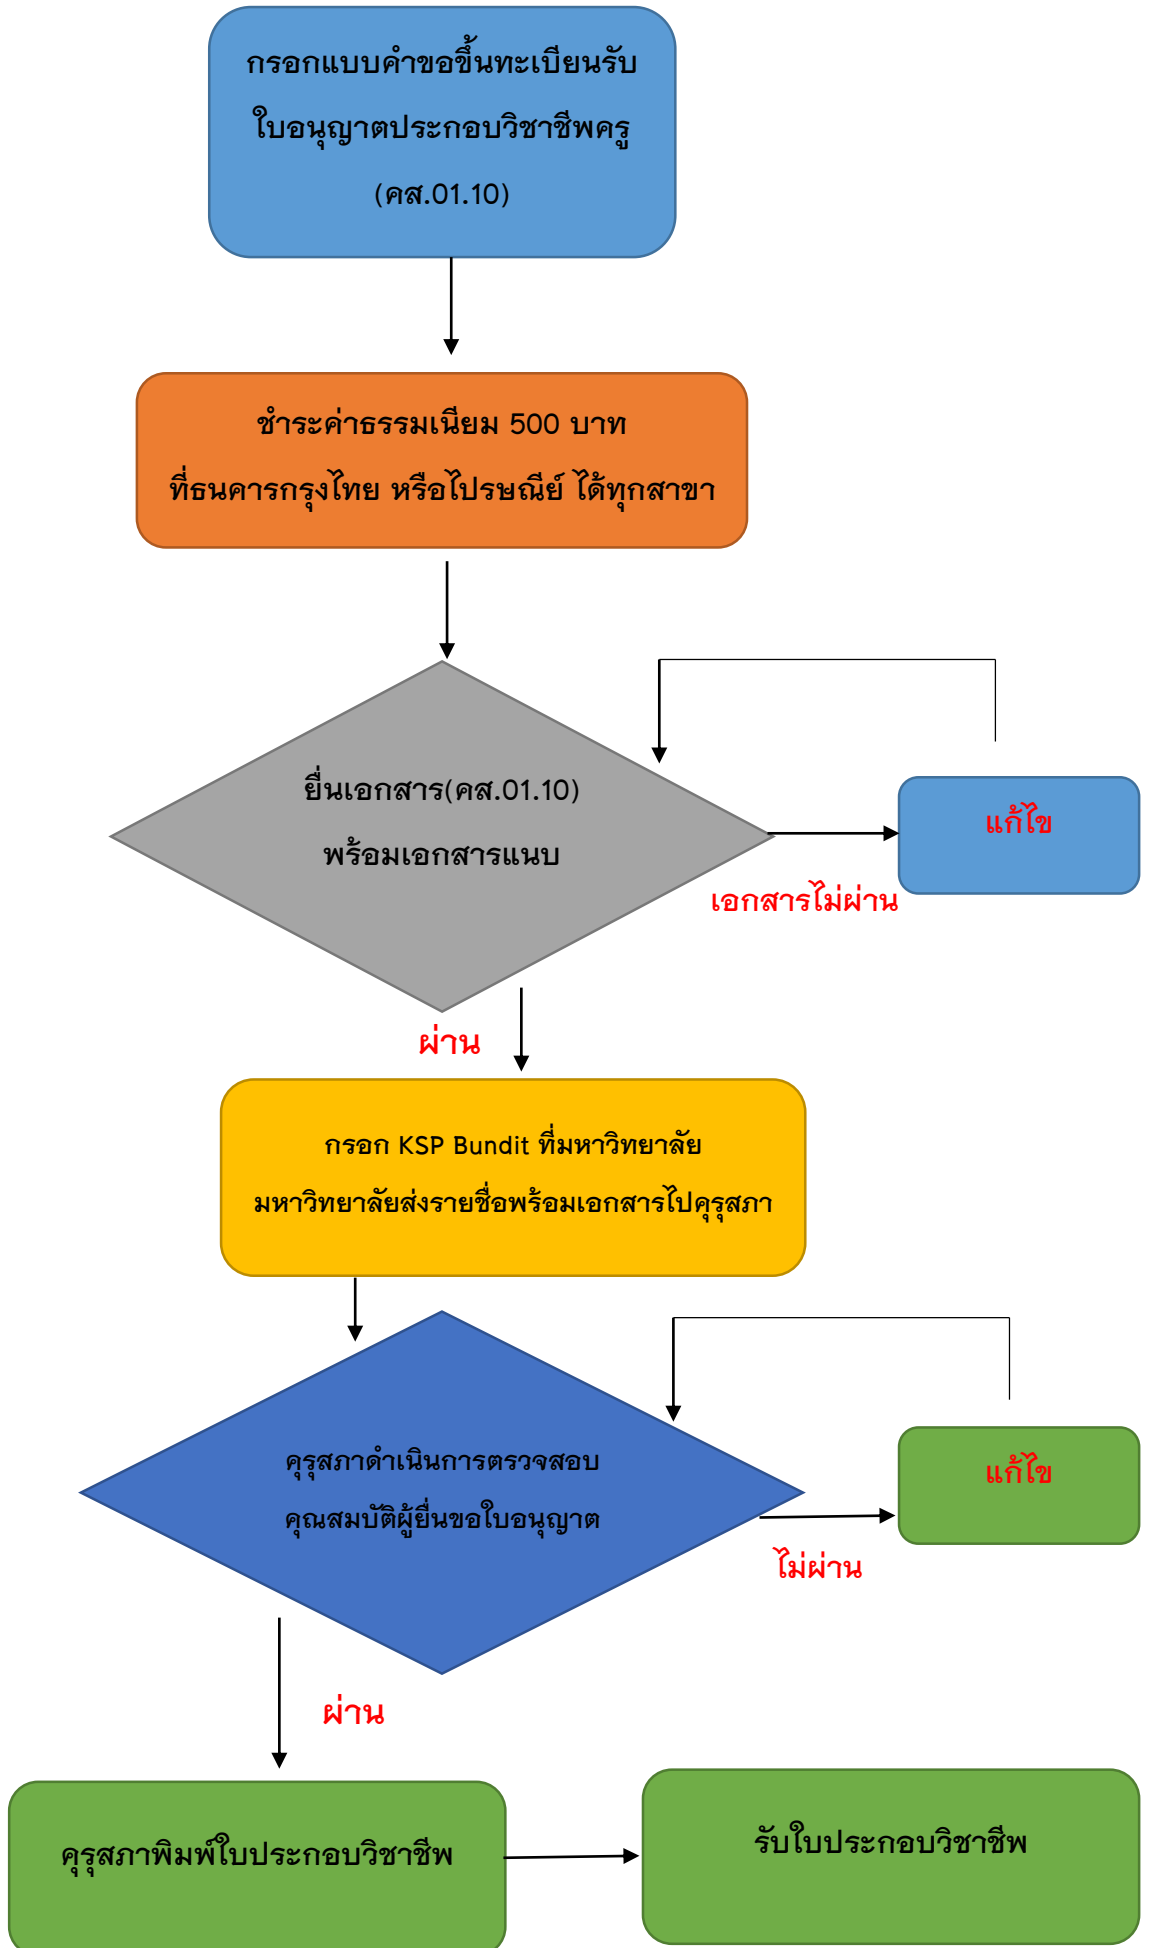 กรอกแบบคำขอขึ้นทะเบียนรับ
ใบอนุญาตประกอบวิชาชีพครู
(คส.01.10)
ชำระค่าธรรมเนียม 500 บาท
ที่ธนคารกรุงไทย หรือไปรษณีย์ ได้ทุกสาขา
ยื่นเอกสาร(คส.01.10)
พร้อมเอกสารแนบ
แก้ไข
เอกสารไม่ผ่าน
ผ่าน
กรอก KSP Bundit ที่มหาวิทยาลัย
มหาวิทยาลัยส่งรายชื่อพร้อมเอกสารไปคุรุสภา
คุรุสภาดำเนินการตรวจสอบ
คุณสมบัติผู้ยื่นขอใบอนุญาต
แก้ไข
ไม่ผ่าน
ผ่าน
คุรุสภาพิมพ์ใบประกอบวิชาชีพ
รับใบประกอบวิชาชีพ